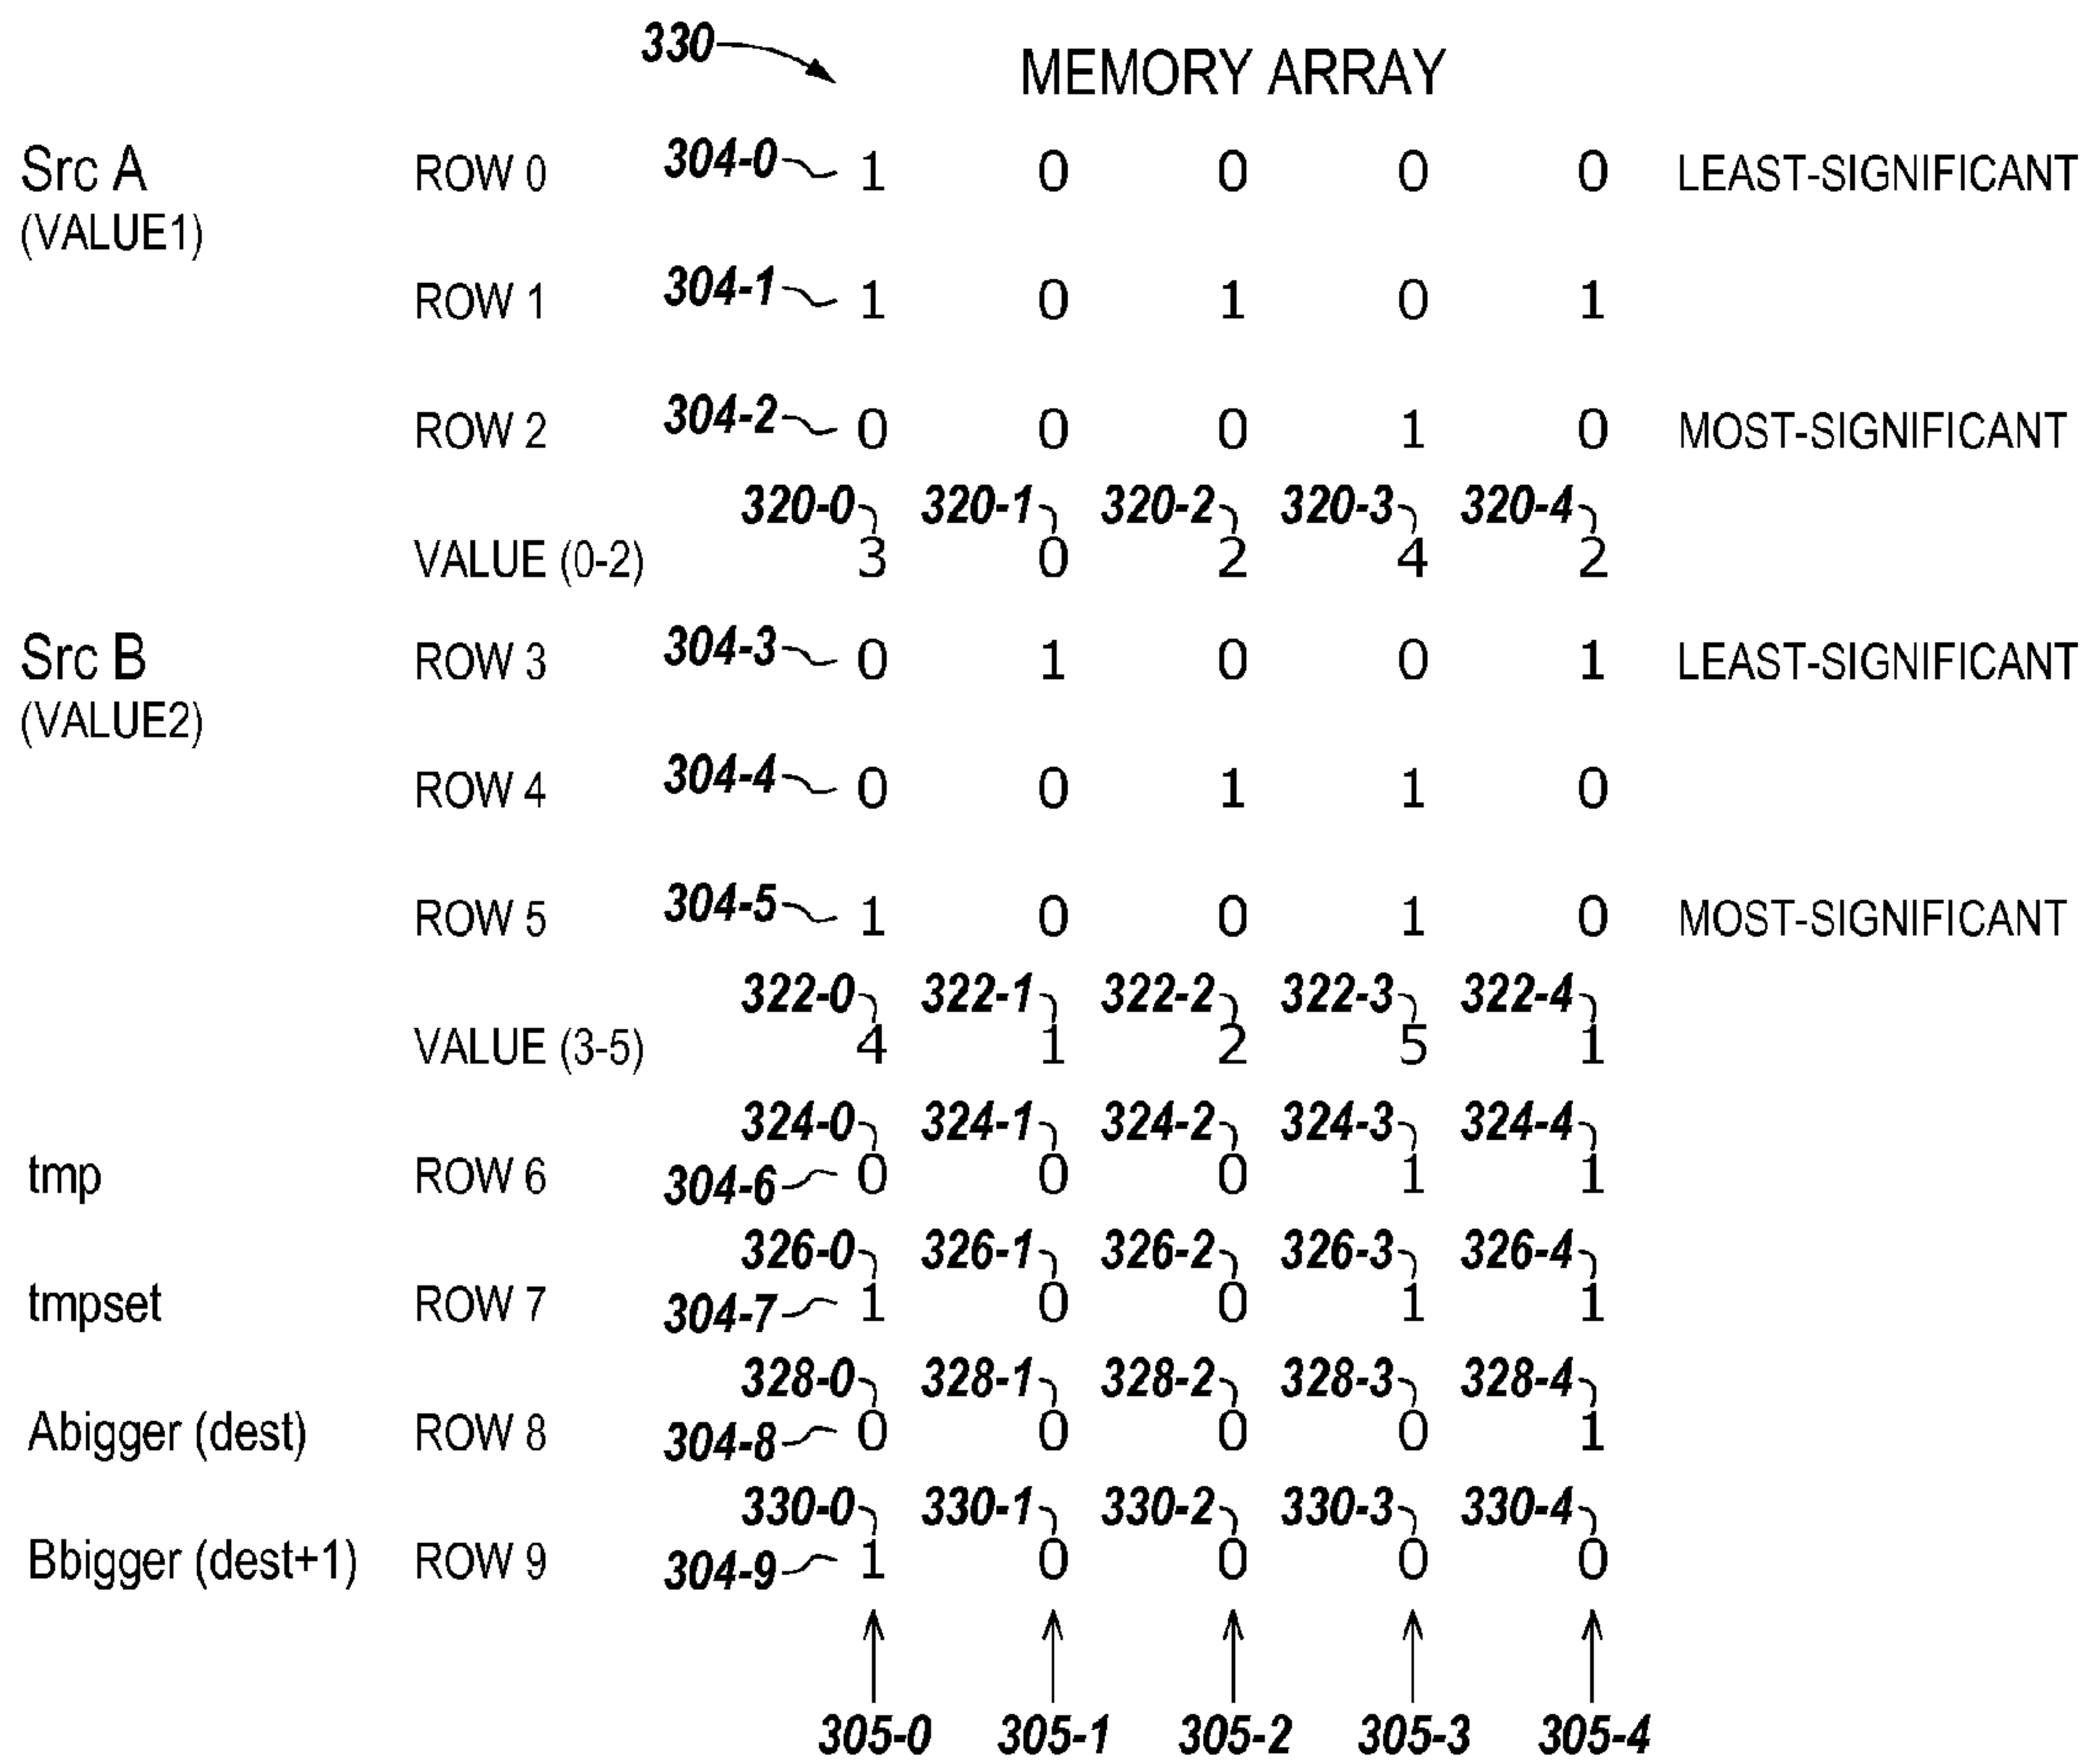 330 MEMORY ARRAY
Src A ROW 0 304-0 1 0 0 0 0 LEAST-SIGNIFICANT
(VALUE1)
ROW 1 304-1 1 0 1 0 1
ROW 2 304-2 0 0 0 1 0 MOST-SIGNIFICANT
320-0 320-1 320-2 320-3 320-4
VALUE (0-2) 3 0 2 4 2
Src B ROW 3 304-3 0 1 0 0 1 LEAST-SIGNIFICANT
(VALUE2)
ROW 4 304-4 0 0 1 1 0
ROW 5 304-5 1 0 0 1 0 MOST-SIGNIFICANT
322-0 322-1 322-2 322-3 322-4
VALUE (3-5) 4 1 2 5 1
324-0 324-1 324-2 324-3 324-4
tmp ROW 6 304-6 0 0 0 1 1
326-0 326-1 326-2 326-3 326-4
tmpset ROW 7 304-7 1 0 0 1 1
328-0 328-1 328-2 328-3 328-4
Abigger (dest) ROW 8 304-8 0 0 0 0 1
330-0 330-1 330-2 330-3 330-4
Bbigger (dest+1) ROW 9 304-9 1 0 0 0 0
305-0 305-1 305-2 305-3 305-4